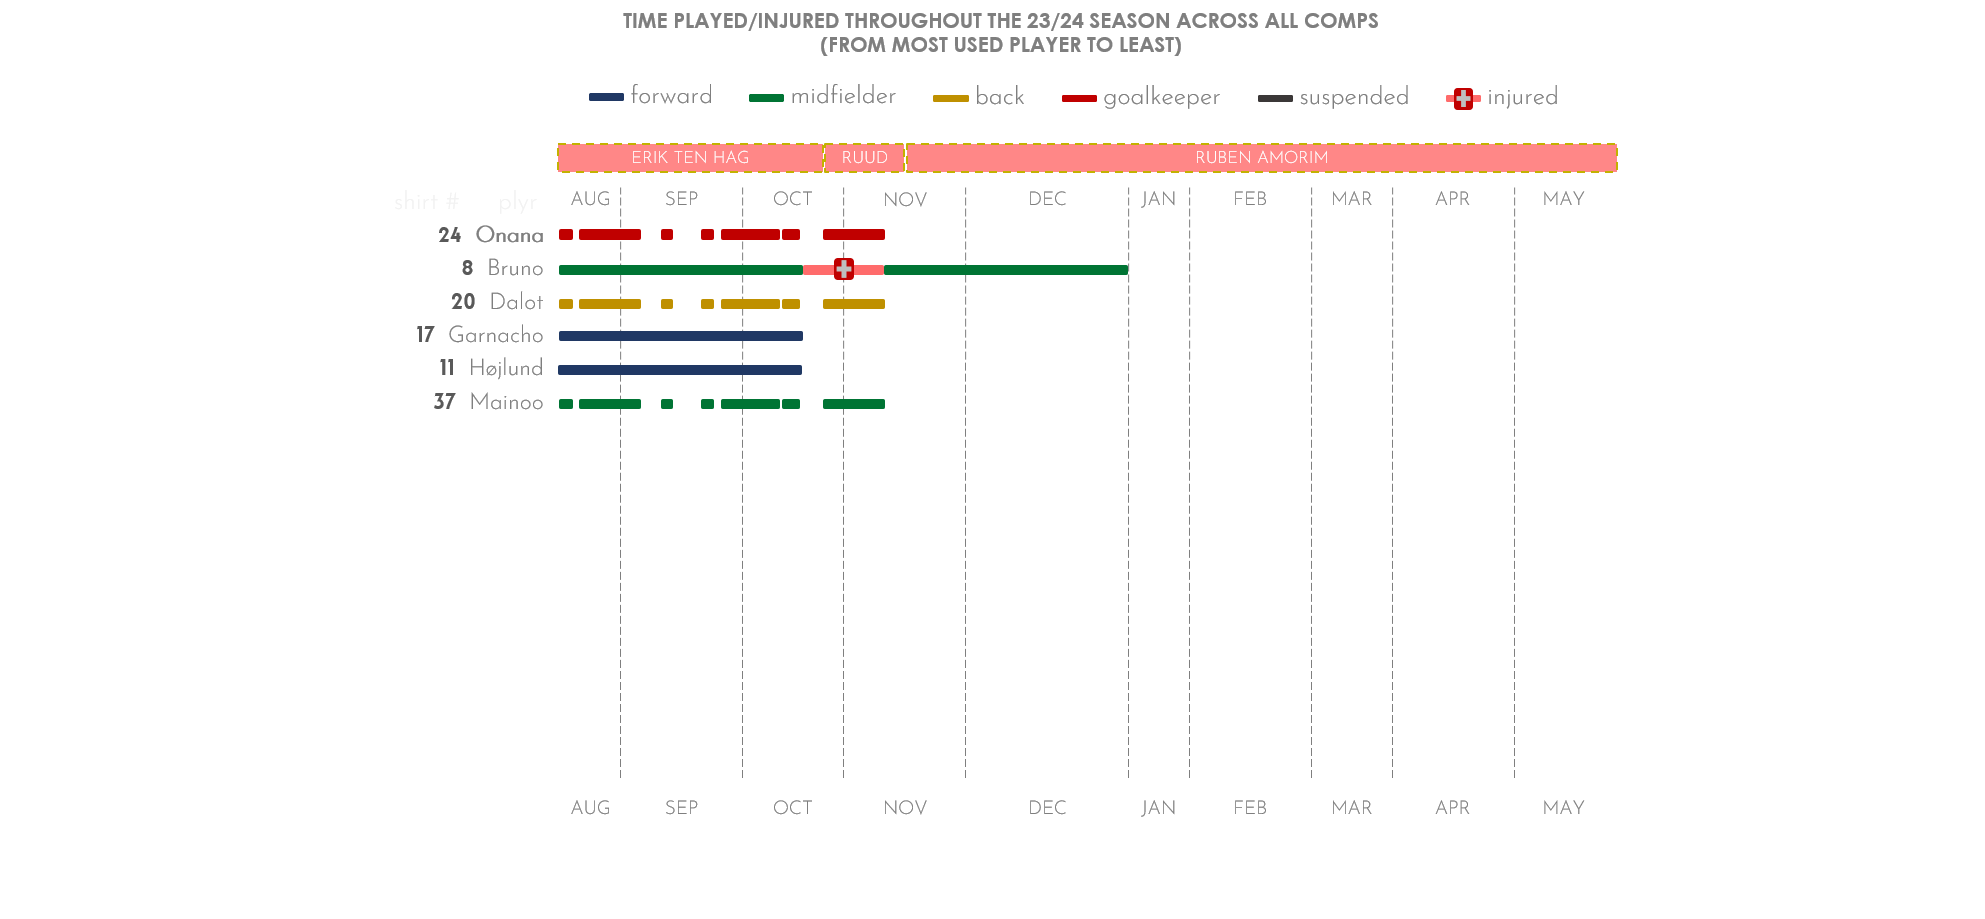 TIME PLAYED/INJURED THROUGHOUT THE 23/24 SEASON ACROSS ALL COMPS
(FROM MOST USED PLAYER TO LEAST)
forward midfielder back goalkeeper suspended injured
ERIK TEN HAG RUUD RUBEN AMORIM
shirt # plyr AUG SEP OCT NOV DEC JAN FEB MAR APR MAY
24 Onana
8 Bruno
20 Dalot
17 Garnacho
11 Højlund
37 Mainoo
AUG SEP OCT NOV DEC JAN FEB MAR APR MAY